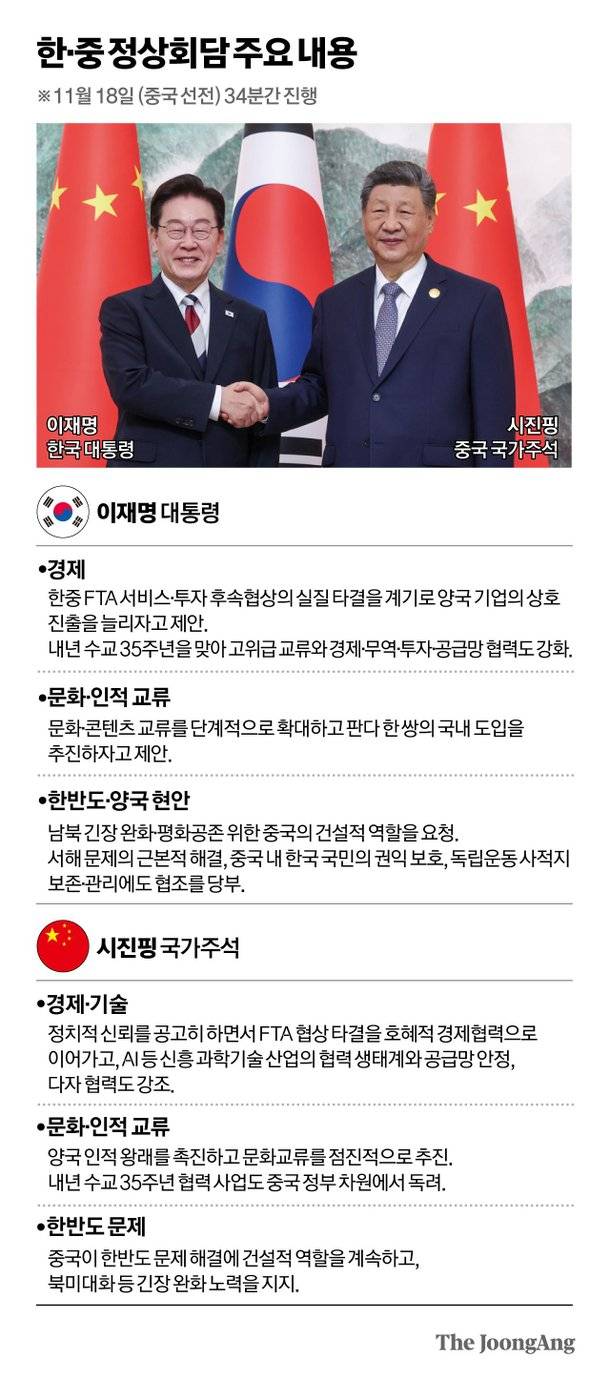 한·중 정상회담 주요 내용
※11월 18일 (중국 선전) 34분간 진행
이재명
한국 대통령
시진핑
중국 국가주석
이재명 대통령
•경제
한중 FTA 서비스·투자 후속협상의 실질 타결을 계기로 양국 기업의 상호
진출을 늘리자고 제안.
내년 수교 35주년을 맞아 고위급 교류와 경제·무역·투자·공급망 협력도 강화.
•문화·인적 교류
문화·콘텐츠 교류를 단계적으로 확대하고 판다 한 쌍의 국내 도입을
추진하자고 제안.
•한반도·양국 현안
남북 긴장 완화·평화공존 위한 중국의 건설적 역할을 요청.
서해 문제의 근본적 해결, 중국 내 한국 국민의 권익 보호, 독립운동 사적지
보존·관리에도 협조를 당부.
시진핑 국가주석
•경제·기술
정치적 신뢰를 공고히 하면서 FTA 협상 타결을 호혜적 경제협력으로
이어가고, AI 등 신흥 과학기술 산업의 협력 생태계와 공급망 안정,
다자 협력도 강조.
•문화·인적 교류
양국 인적 왕래를 촉진하고 문화교류를 점진적으로 추진.
내년 수교 35주년 협력 사업도 중국 정부 차원에서 독려.
•한반도 문제
중국이 한반도 문제 해결에 건설적 역할을 계속하고,
북미대화 등 긴장 완화 노력을 지지.
The JoongAng